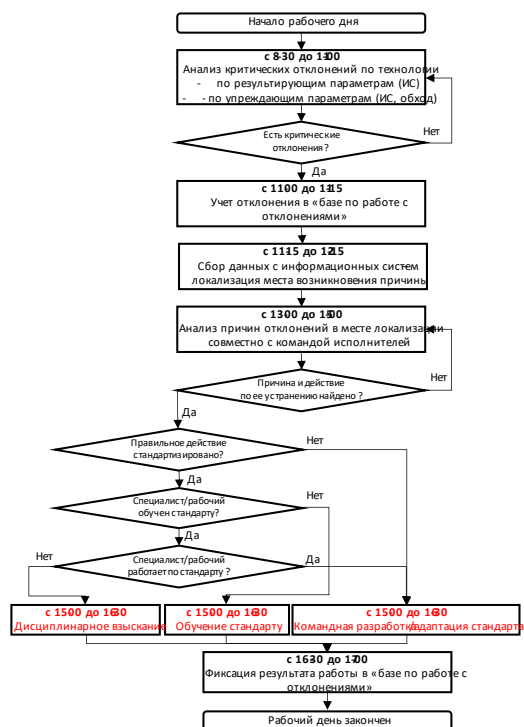 Начало рабочего дня
с 8-30 до 11-00
Анализ критических отклонений по технологии
- по результирующим параметрам (ИС)
- - по упреждающим параметрам (ИС, обход)
Есть критические
отклонения ?
Нет
Да
с 11-00 до 11-15
Учет отклонения в «базе по работе с
отклонениями»
с 11-15 до 12-15
Сбор данных с информационных систем
локализация места возникновения причины
с 13-00 до 15-00
Анализ причин отклонений в месте локализации
совместно с командой исполнителей
Причина и действие
по ее устранению найдено ?
Нет
Да
Правильное действие
стандартизировано?
Нет
Да
Специалист/рабочий
обучен стандарту?
Нет
Да
Специалист/рабочий
работает по стандарту ?
Нет
Да
с 15-00 до 16-30
Дисциплинарное взыскание
с 15-00 до 16-30
Обучение стандарту
с 15-00 до 16-30
Командная разработка/адаптация стандарта
с 16-30 до 17-00
Фиксация результата работы в «базе по работе с
отклонениями»
Рабочий день закончен